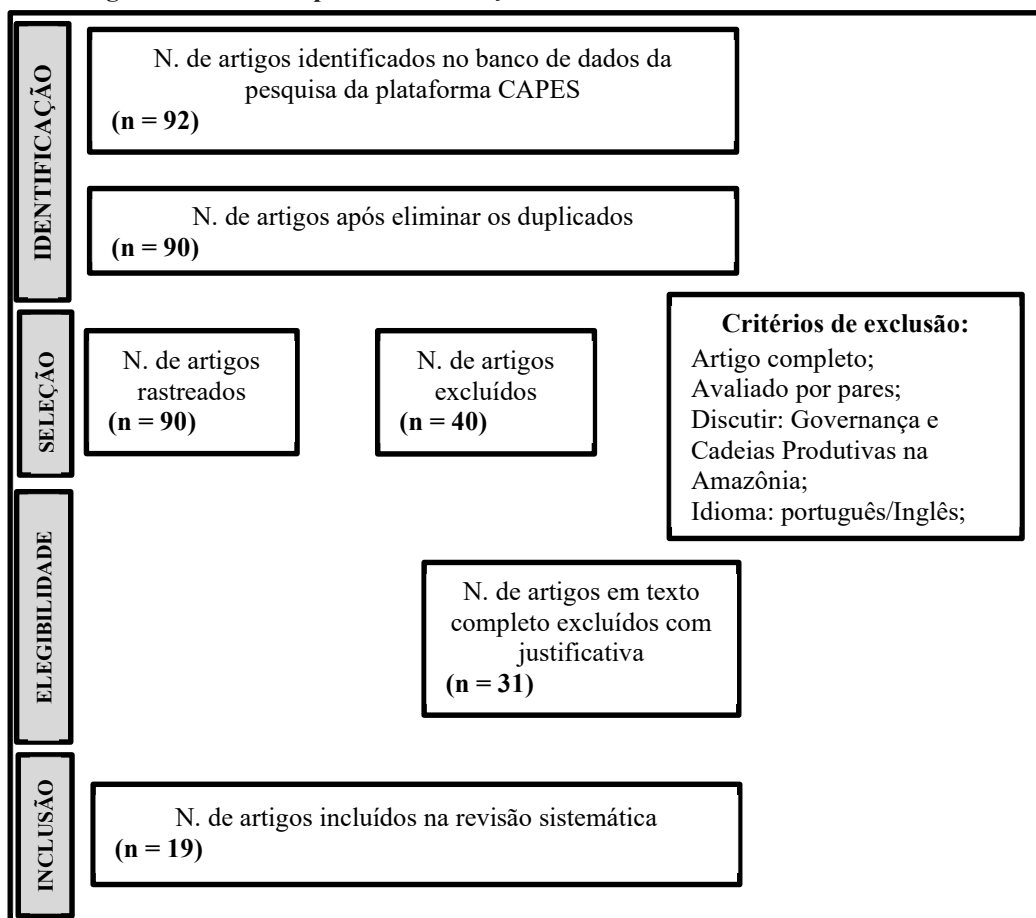 IDENTIFICAÇÃO
N. de artigos identificados no banco de dados da
pesquisa da plataforma CAPES
(n = 92)
N. de artigos após eliminar os duplicados
(n = 90)
SELEÇÃO
N. de artigos
rastreados
(n = 90)
N. de artigos
excluídos
(n = 40)
Critérios de exclusão:
Artigo completo;
Avaliado por pares;
Discutir: Governança e
Cadeias Produtivas na
Amazônia;
Idioma: português/Inglês;
ELEGIBILIDADE
N. de artigos em texto
completo excluídos com
justificativa
(n = 31)
INCLUSÃO
N. de artigos incluídos na revisão sistemática
(n = 19)